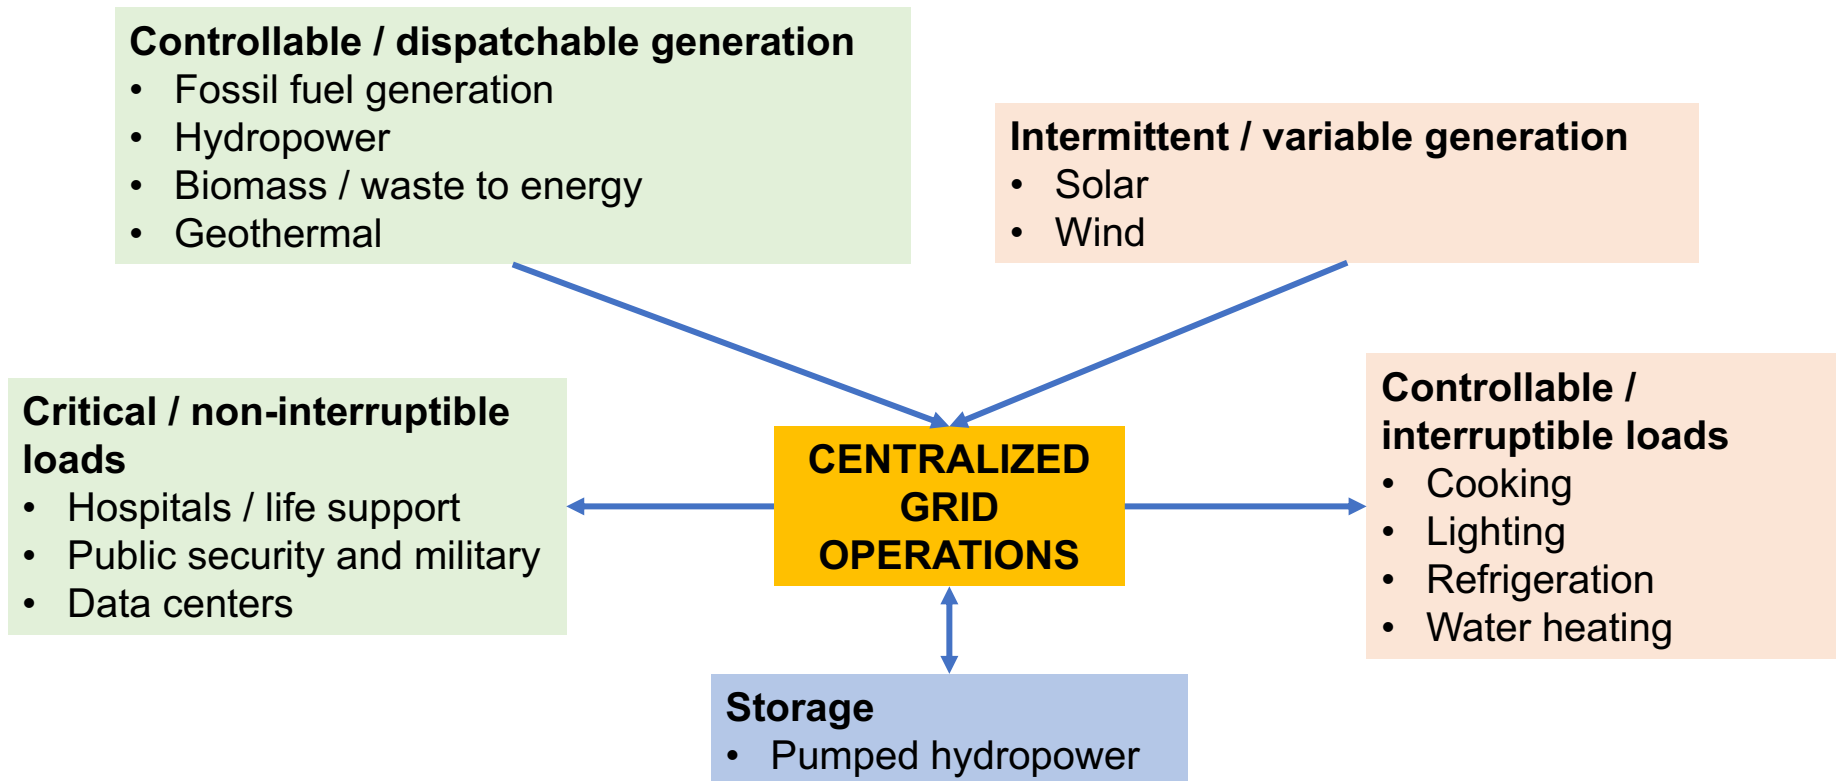 Controllable / dispatchable generation
• Fossil fuel generation
• Hydropower
• Biomass / waste to energy
• Geothermal
Intermittent / variable generation
• Solar
• Wind
Critical / non-interruptible
loads
• Hospitals / life support
• Public security and military
• Data centers
CENTRALIZED
GRID
OPERATIONS
Controllable /
interruptible loads
• Cooking
• Lighting
• Refrigeration
• Water heating
Storage
• Pumped hydropower